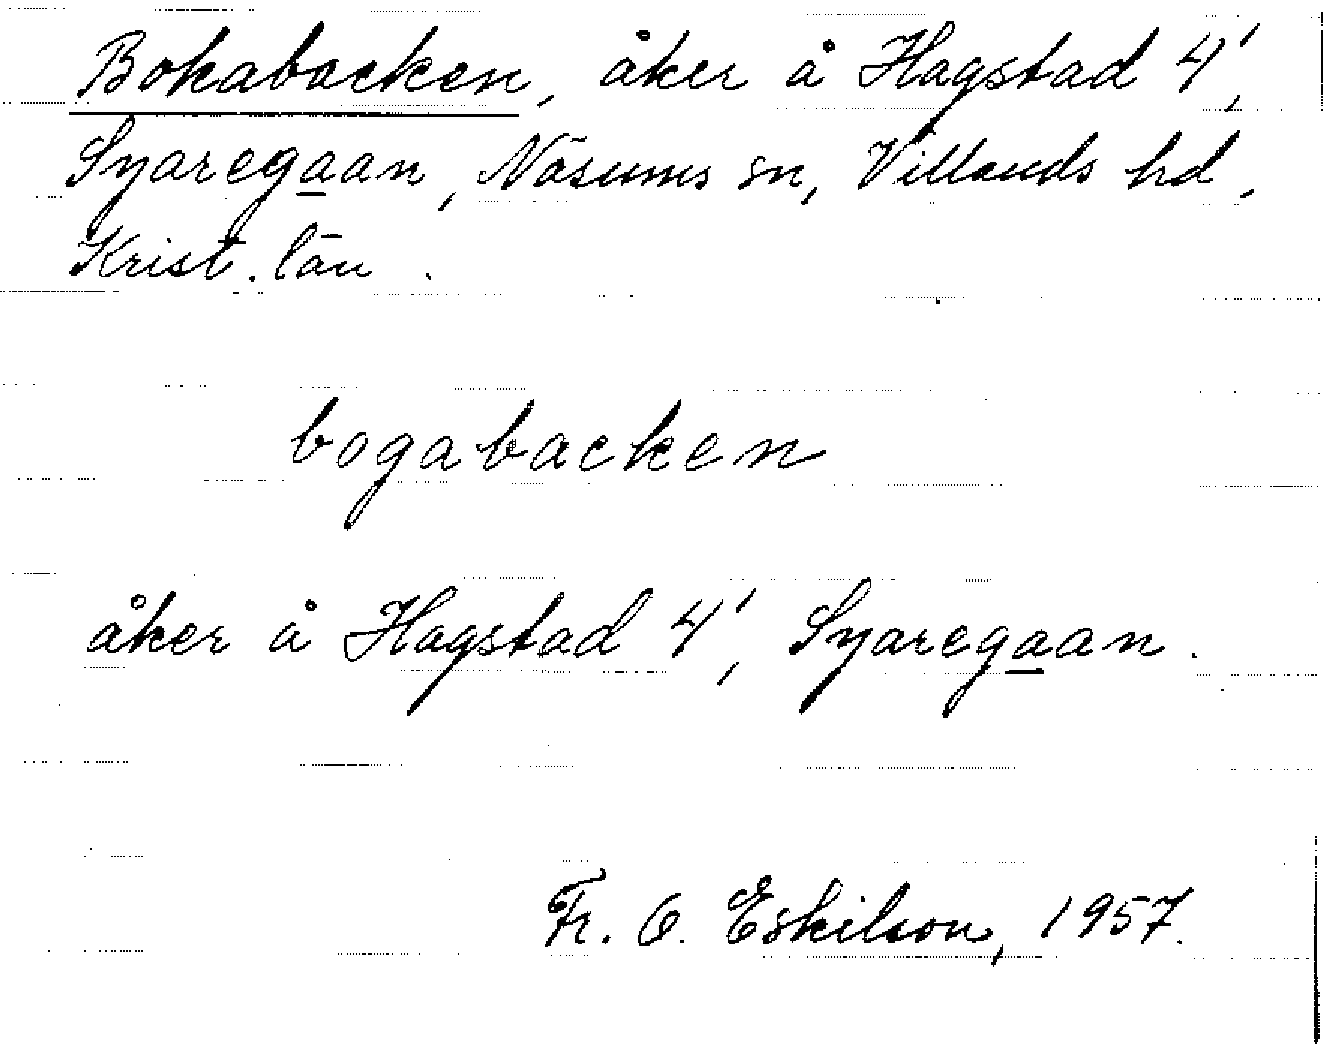 Bokabacken, åker å Hagstad 4',
Syaregaan, Näsums sn, Villands hd,
Krist. län.
bogabacken
åker å Hagstad 4', Syaregaan.
Fr. O. Eskilson, 1957.